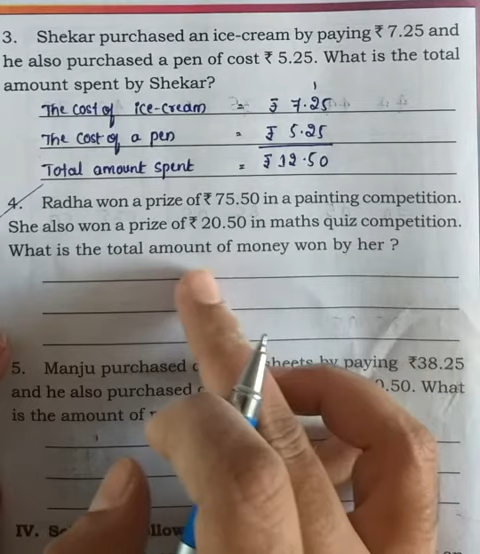 3. Shekar purchased an ice-cream by paying ₹ 7.25 and
he also purchased a pen of cost ₹ 5.25. What is the total
amount spent by Shekar?
The cost of ice-cream = ₹ 7.25
The cost of a pen = ₹ 5.25
Total amount spent = ₹ 12.50
4. Radha won a prize of ₹ 75.50 in a painting competition.
She also won a prize of ₹ 20.50 in maths quiz competition.
What is the total amount of money won by her ?
5. Manju purchased sheets by paying ₹38.25
and he also purchased .50. What
is the amount of
IV.